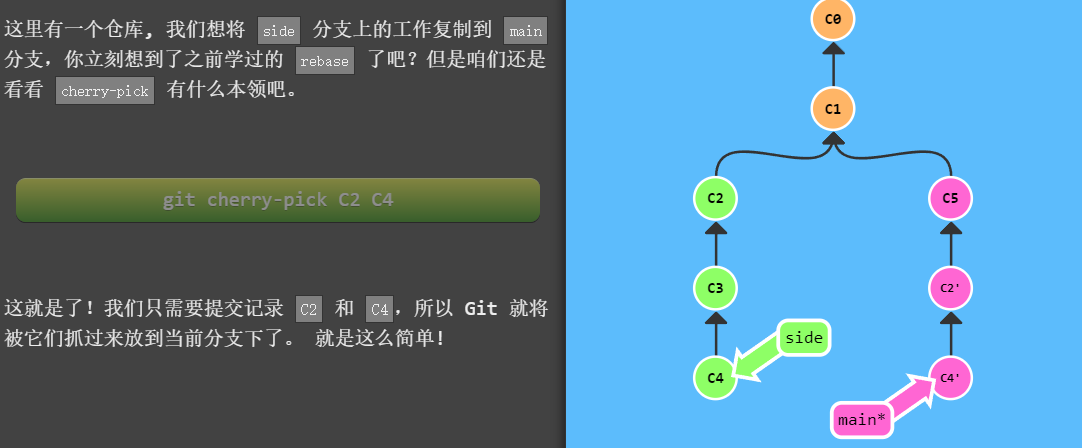 这里有一个仓库, 我们想将 side 分支上的工作复制到 main
分支，你立刻想到了之前学过的 rebase 了吧？但是咱们还是
看看 cherry-pick 有什么本领吧。
git cherry-pick C2 C4
这就是了！我们只需要提交记录 C2 和 C4，所以 Git 就将
被它们抓过来放到当前分支下了。 就是这么简单!
C0
C1
C2
C5
C3
C2'
side
C4
C4'
main*